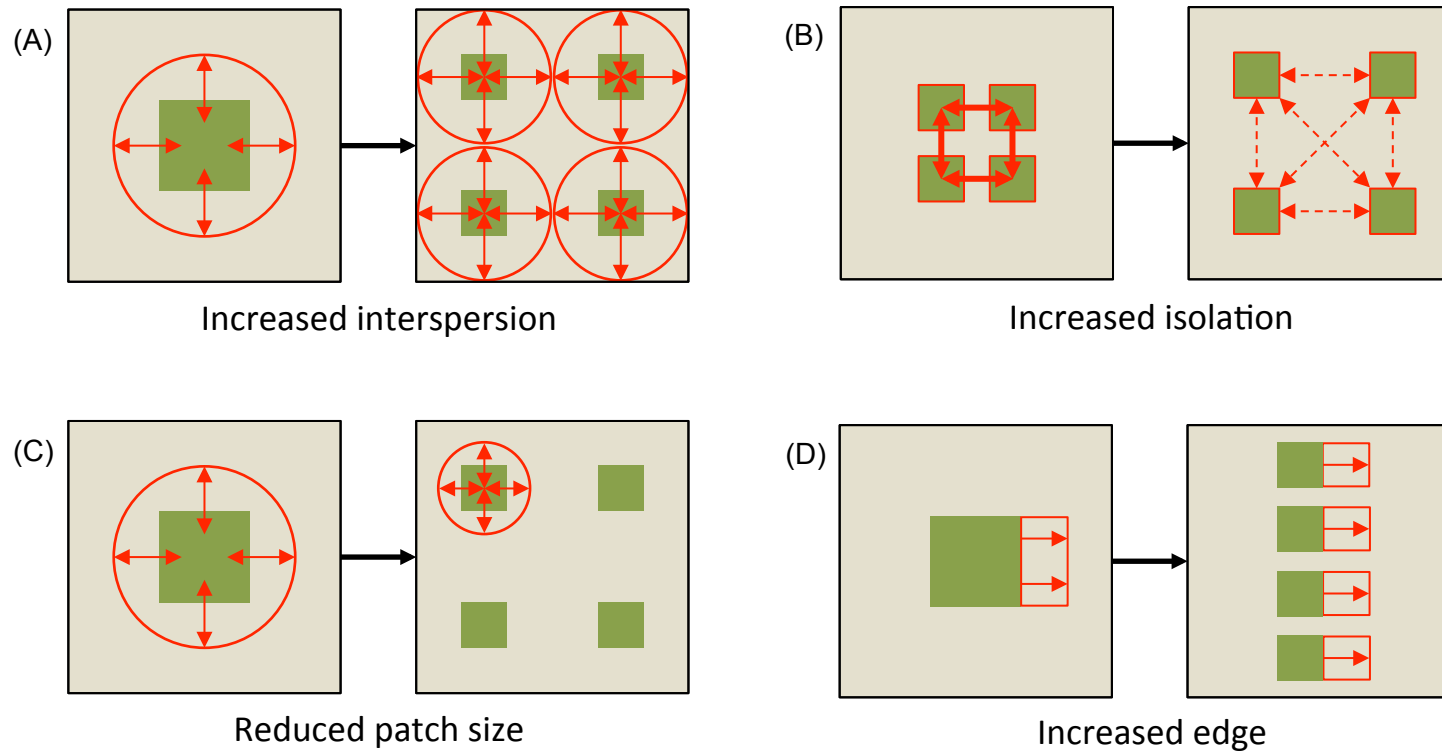 (A)
Increased interspersion
(B)
Increased isolation
(C)
Reduced patch size
(D)
Increased edge